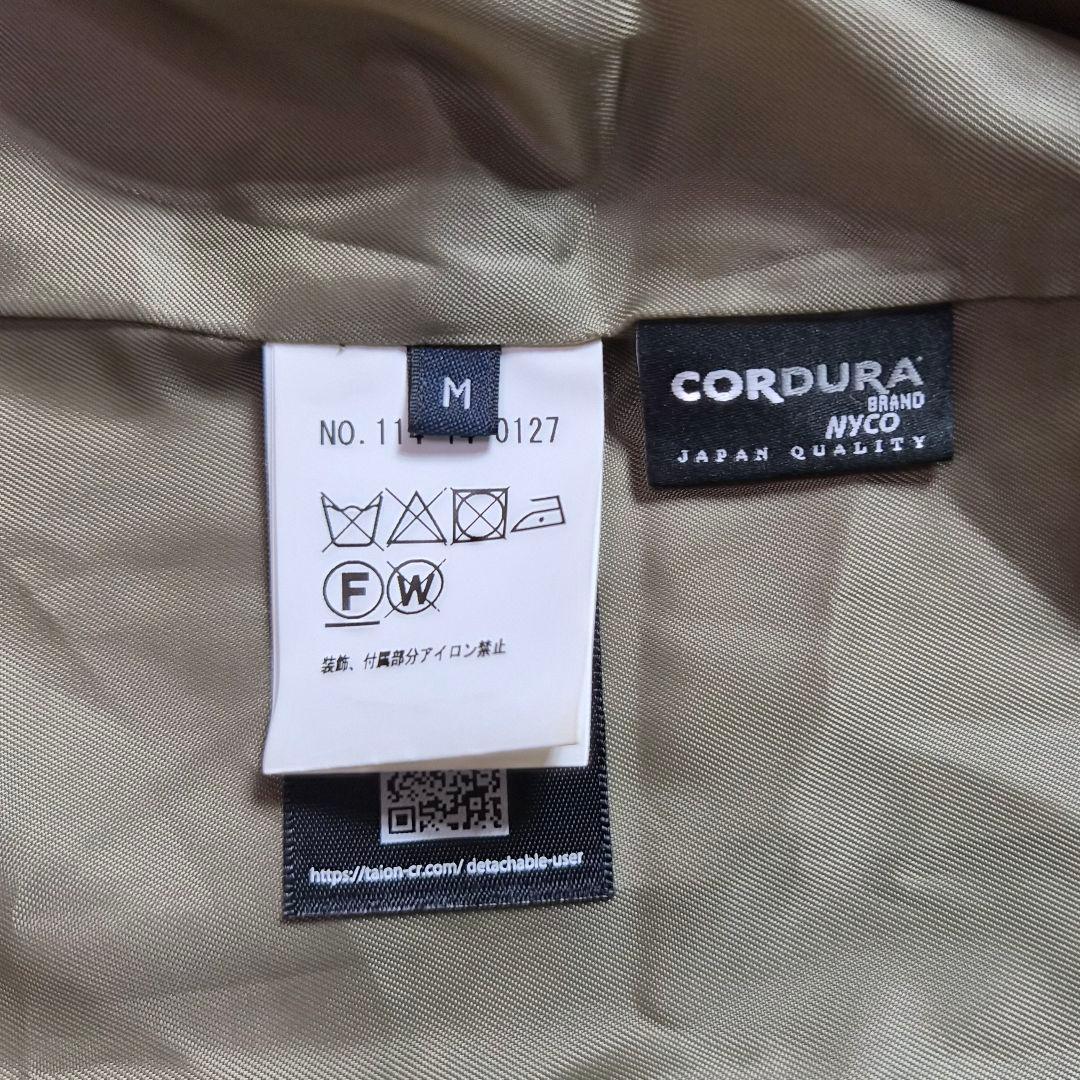 M
NO.114 0127
F W
装飾、付属部分アイロン禁止
https://taion-cr.com/ detachable-user
CORDURA
BRAND
NYCO
JAPAN QUALITY